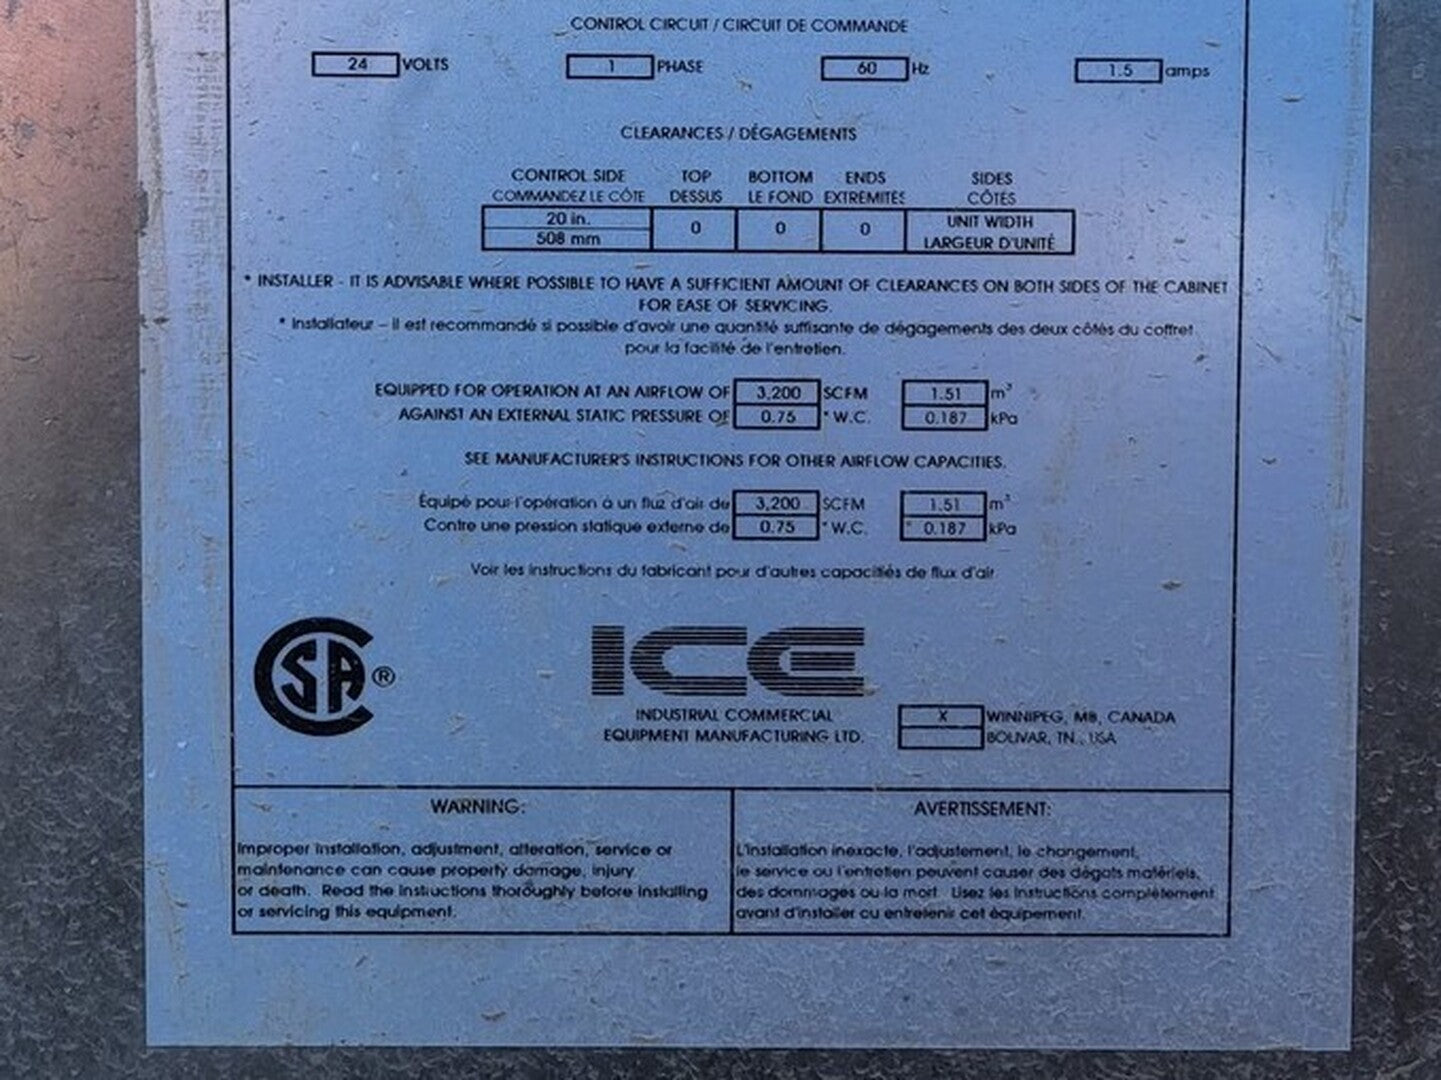 CONTROL CIRCUIT / CIRCUIT DE COMMANDE
24 VOLTS 1 PHASE 60 Hz 1.5 amps
CLEARANCES / DÉGAGEMENTS
CONTROL SIDE TOP BOTTOM ENDS SIDES
COMMANDEZ LE CÔTE DESSUS LE FOND EXTREMITES CÔTES
20 in. 0 0 0 UNIT WIDTH
508 mm LARGEUR D'UNITÉ
* INSTALLER - IT IS ADVISABLE WHERE POSSIBLE TO HAVE A SUFFICIENT AMOUNT OF CLEARANCES ON BOTH SIDES OF THE CABINET
FOR EASE OF SERVICING.
* Installateur – il est recommandé si possible d'avoir une quantité suffisante de dégagements des deux côtés du coffret
pour la facilité de l'entretien.
EQUIPPED FOR OPERATION AT AN AIRFLOW OF 3,200 SCFM 1.51 m³
AGAINST AN EXTERNAL STATIC PRESSURE OF 0.75 " W.C. 0.187 kPa
SEE MANUFACTURER'S INSTRUCTIONS FOR OTHER AIRFLOW CAPACITIES.
Équipé pour l'opération à un fluz d'air de 3,200 SCFM 1.51 m³
Contre une pression statique externe de 0.75 " W.C. 0.187 kPa
Voir les instructions du fabricant pour d'autres capacitiés de flux d'air
CSA®
ICE
INDUSTRIAL COMMERCIAL
EQUIPMENT MANUFACTURING LTD.
X WINNIPEG, MB, CANADA
BOLIVAR, TN., USA
WARNING:
Improper installation, adjustment, alteration, service or
maintenance can cause property damage, injury
or death. Read the instructions thoroughly before installing
or servicing this equipment.
AVERTISSEMENT:
L'installation inexacte, l'adjustement, le changement,
le service ou l'entretien peuvent causer des dégats matériels,
des dommages ou la mort. Lisez les instructions complètement
avant d'installer ou entretenir cet équipement.